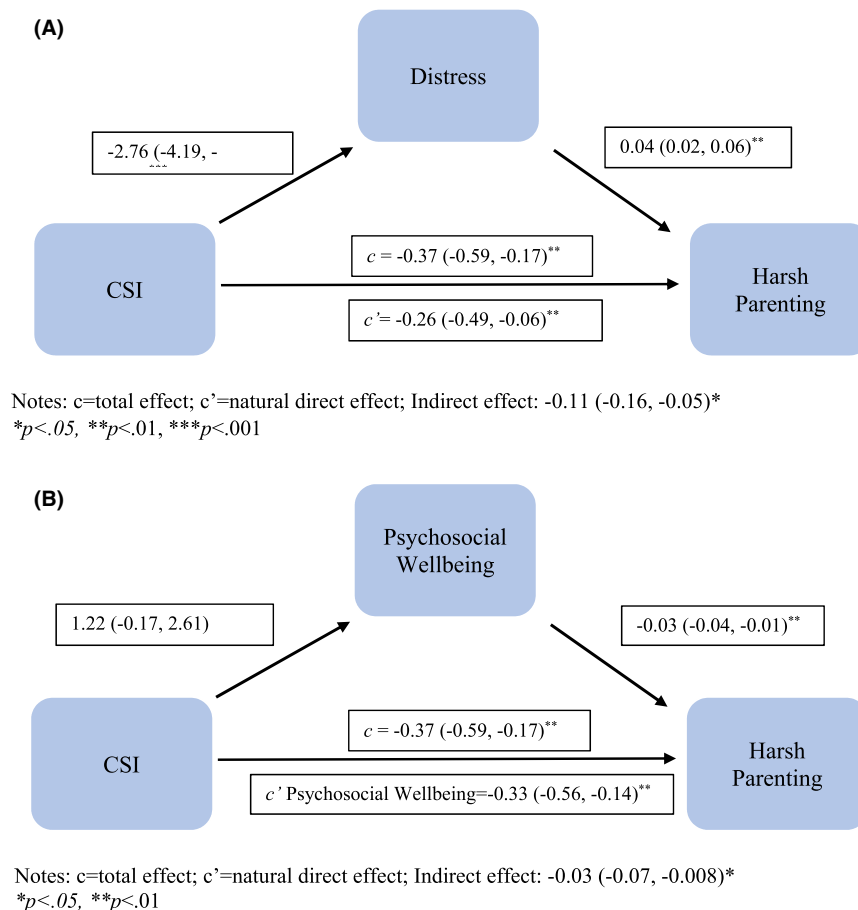 (A)
Distress
-2.76 (-4.19, -
***
0.04 (0.02, 0.06)**
c = -0.37 (-0.59, -0.17)**
CSI
Harsh
Parenting
c’= -0.26 (-0.49, -0.06)**
Notes: c=total effect; c’=natural direct effect; Indirect effect: -0.11 (-0.16, -0.05)*
*p<.05, **p<.01, ***p<.001
(B)
Psychosocial
Wellbeing
1.22 (-0.17, 2.61)
-0.03 (-0.04, -0.01)**
c = -0.37 (-0.59, -0.17)**
CSI
Harsh
Parenting
c’ Psychosocial Wellbeing=-0.33 (-0.56, -0.14)**
Notes: c=total effect; c’=natural direct effect; Indirect effect: -0.03 (-0.07, -0.008)*
*p<.05, **p<.01